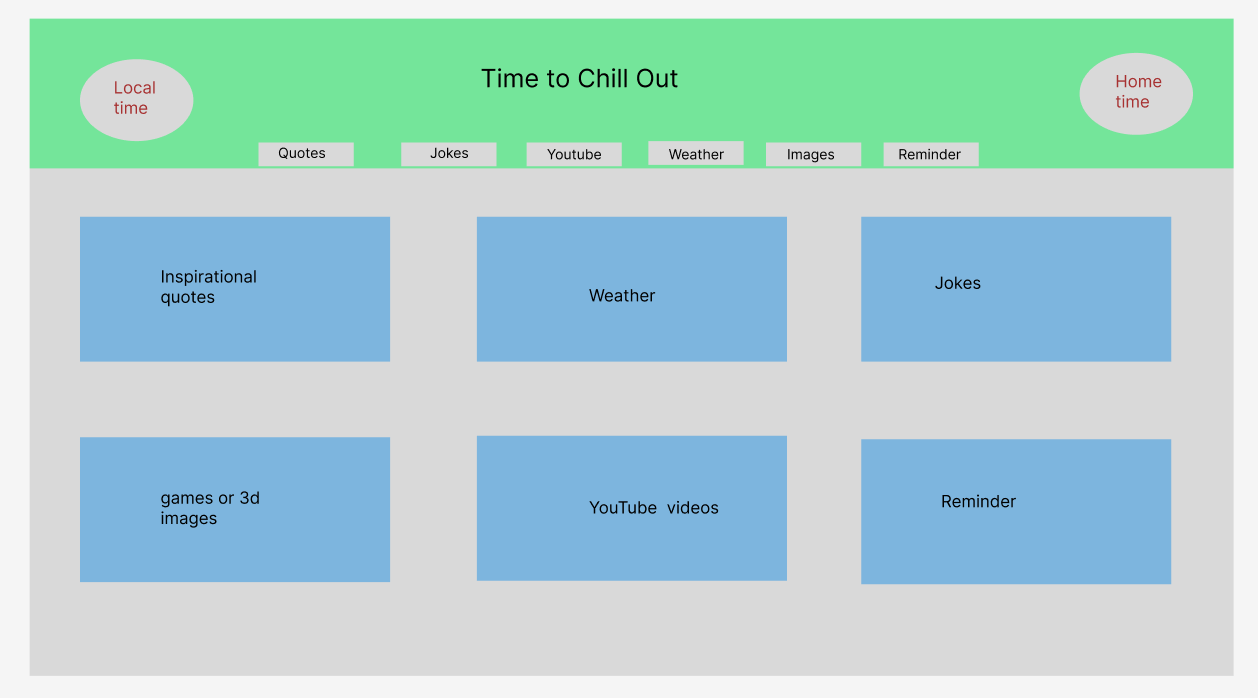 Time to Chill Out
Local
time
Home
time
Quotes
Jokes
Youtube
Weather
Images
Reminder
Inspirational
quotes
Weather
Jokes
games or 3d
images
YouTube videos
Reminder